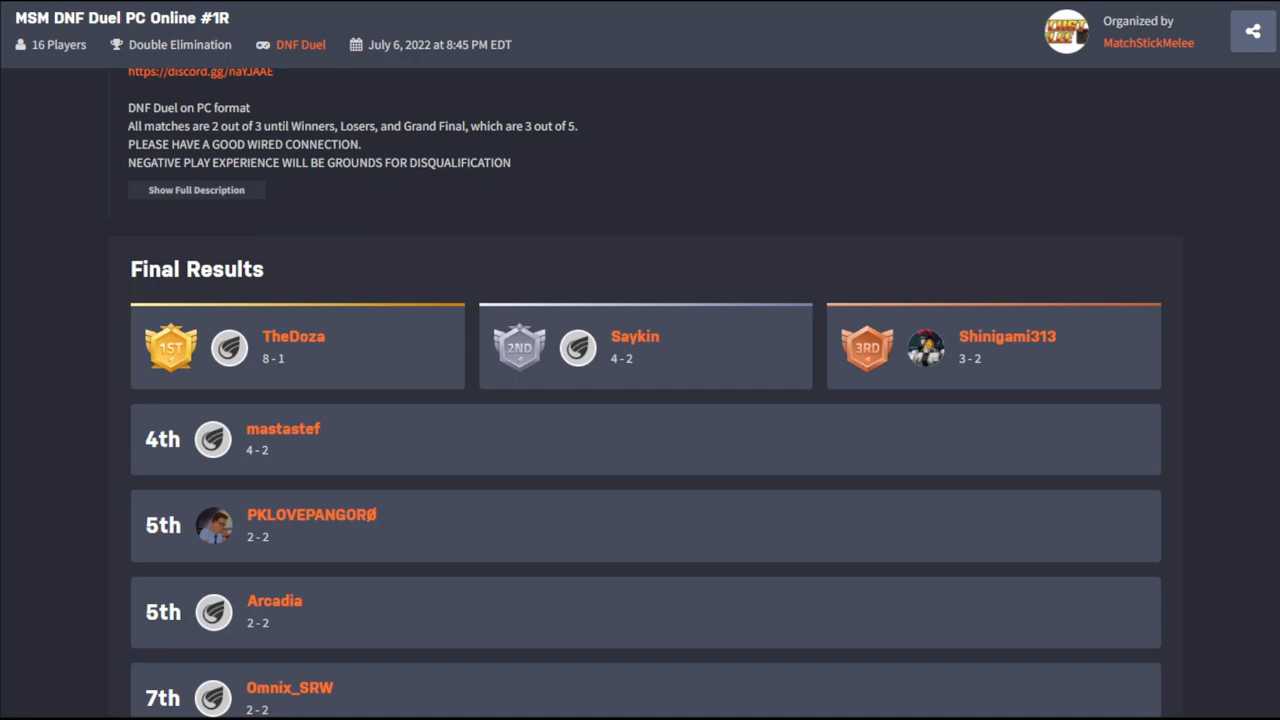 MSM DNF Duel PC Online #1R
16 Players
Double Elimination
DNF Duel
July 6, 2022 at 8:45 PM EDT
Organized by
MatchStickMelee
https://discord.gg/naYJAAE
DNF Duel on PC format
All matches are 2 out of 3 until Winners, Losers, and Grand Final, which are 3 out of 5.
PLEASE HAVE A GOOD WIRED CONNECTION.
NEGATIVE PLAY EXPERIENCE WILL BE GROUNDS FOR DISQUALIFICATION
Show Full Description
Final Results
1ST
TheDoza
8 - 1
2ND
Saykin
4 - 2
3RD
Shinigami313
3 - 2
4th
mastastef
4 - 2
5th
PKLOVEPANGORØ
2 - 2
5th
Arcadia
2 - 2
7th
Omnix_SRW
2 - 2